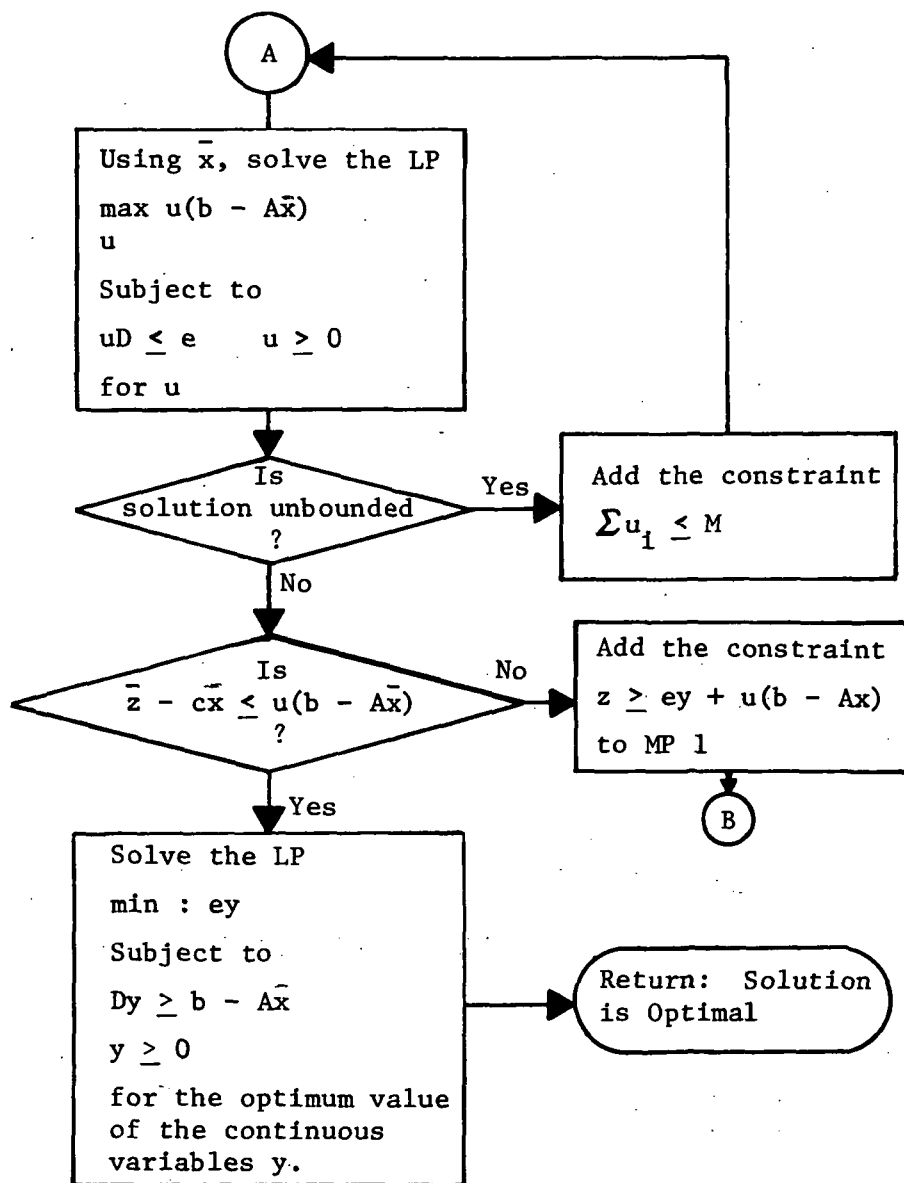 A
Using x̄, solve the LP
max u(b - Ax̄)
u
Subject to
uD ≤ e u ≥ 0
for u
Is
solution unbounded
?
Yes
Add the constraint
Σu_i ≤ M
No
Is
z̄ - cx̄ ≤ u(b - Ax̄)
?
No
Add the constraint
z ≥ ey + u(b - Ax)
to MP 1
B
Yes
Solve the LP
min : ey
Subject to
Dy ≥ b - Ax̄
y ≥ 0
for the optimum value
of the continuous
variables y.
Return: Solution
is Optimal